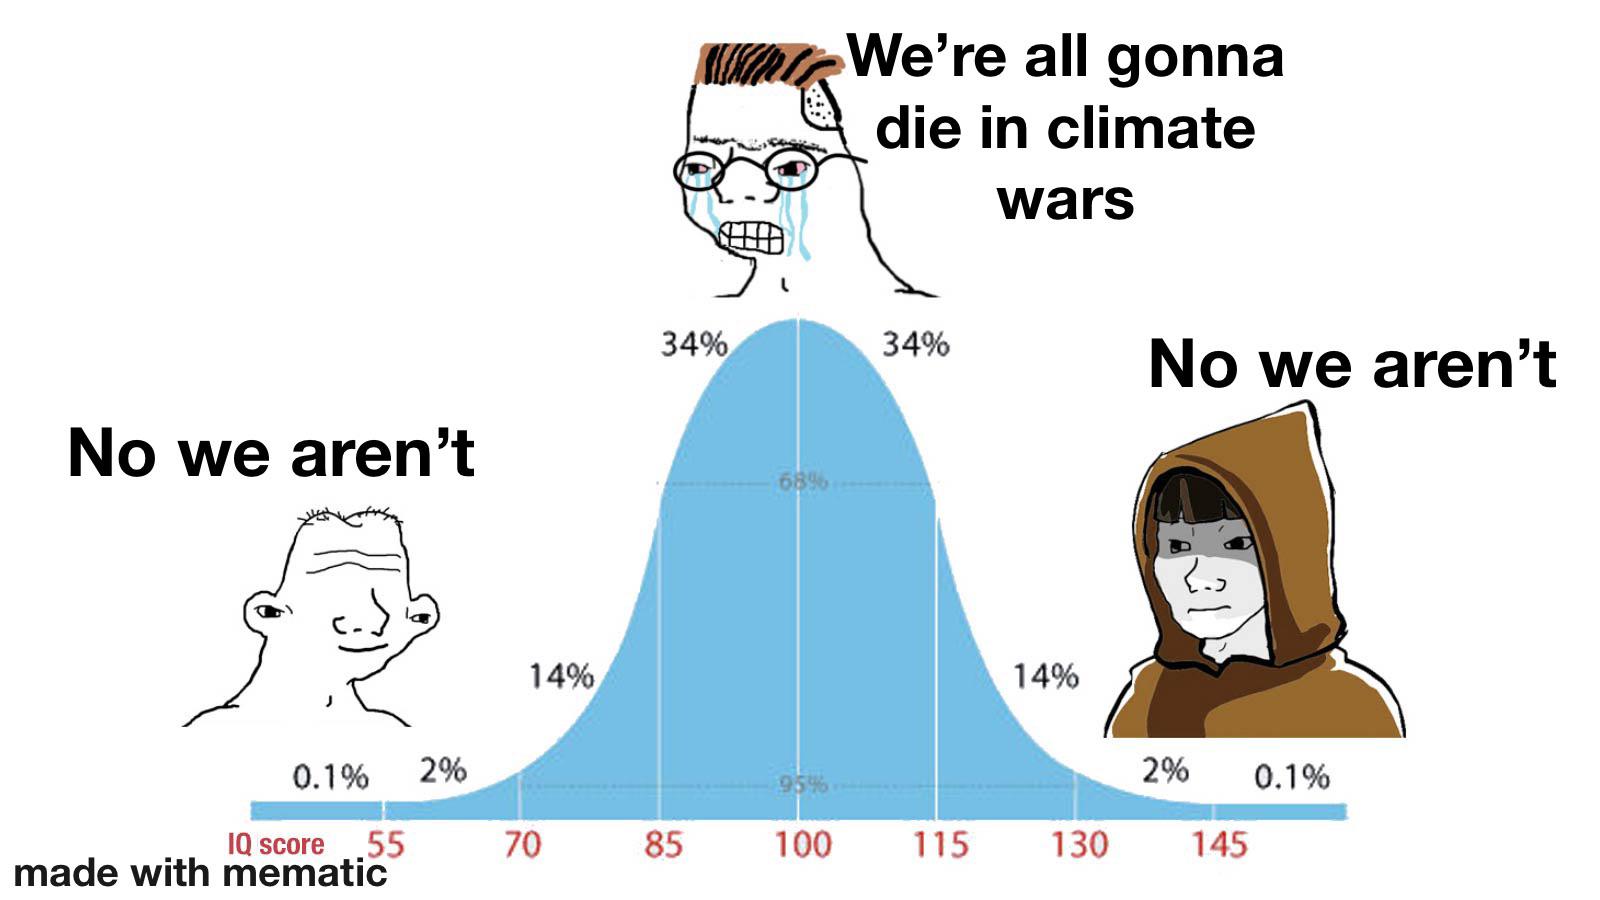 We’re all gonna
die in climate
wars
34%
34%
No we aren’t
No we aren’t
68%
14%
14%
0.1%
2%
95%
2%
0.1%
IQ score
55
70
85
100
115
130
145
made with mematic